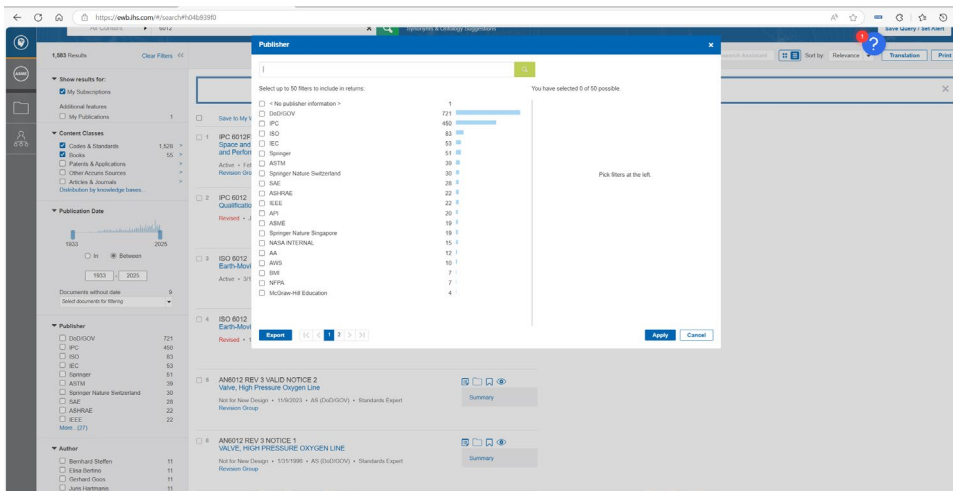 https://ewb.ihs.com/#/search#h04b939f0
6012
Synonyms & Ontology Suggestions
Save Query / Set Alert
1
?
1,583 Results
Clear Filters
Sort by:
Relevance
Translation
Print
Show results for:
My Subscriptions
Additional features
My Publications 1
Content Classes
Codes & Standards 1,528
Books 55
Patents & Applications
Other Accuris Sources
Articles & Journals
Distribution by knowledge bases...
Publication Date
1933 2025
In Between
1933 - 2025
Documents without date 9
Select documents for filtering
Publisher
DoD/GOV 721
IPC 450
ISO 83
IEC 53
Springer 51
ASTM 39
Springer Nature Switzerland 30
SAE 28
ASHRAE 22
IEEE 22
More...(27)
Author
Bernhard Steffen 11
Elisa Bertino 11
Gerhard Goos 11
Juris Hartmanis 11
Save to My
1 IPC 6012F
Space and
and Perfor
Active • Fe
Revision Gro
2 IPC 6012
Qualificatio
Revised
3 ISO 6012
Earth-Movi
Active • 3/1
4 ISO 6012
Earth-Movi
Revised
5 AN6012 REV 3 VALID NOTICE 2
Valve, High Pressure Oxygen Line
Not for New Design • 11/9/2023 • AS (DoD/GOV) • Standards Expert
Revision Group
Summary
6 AN6012 REV 3 NOTICE 1
VALVE, HIGH PRESSURE OXYGEN LINE
Not for New Design • 1/31/1996 • AS (DoD/GOV) • Standards Expert
Revision Group
Summary
Publisher
Select up to 50 filters to include in returns.
You have selected 0 of 50 possible.
< No publisher information > 1
DoD/GOV 721
IPC 450
ISO 83
IEC 53
Springer 51
ASTM 39
Springer Nature Switzerland 30
SAE 28
ASHRAE 22
IEEE 22
API 20
ASME 19
Springer Nature Singapore 19
NASA INTERNAL 15
AA 12
AWS 10
BMI 7
NFPA 7
McGraw-Hill Education 4
Pick filters at the left.
Export
1 2
Apply
Cancel